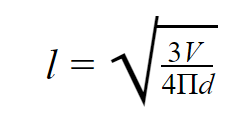 l = √(3V / 4Πd)